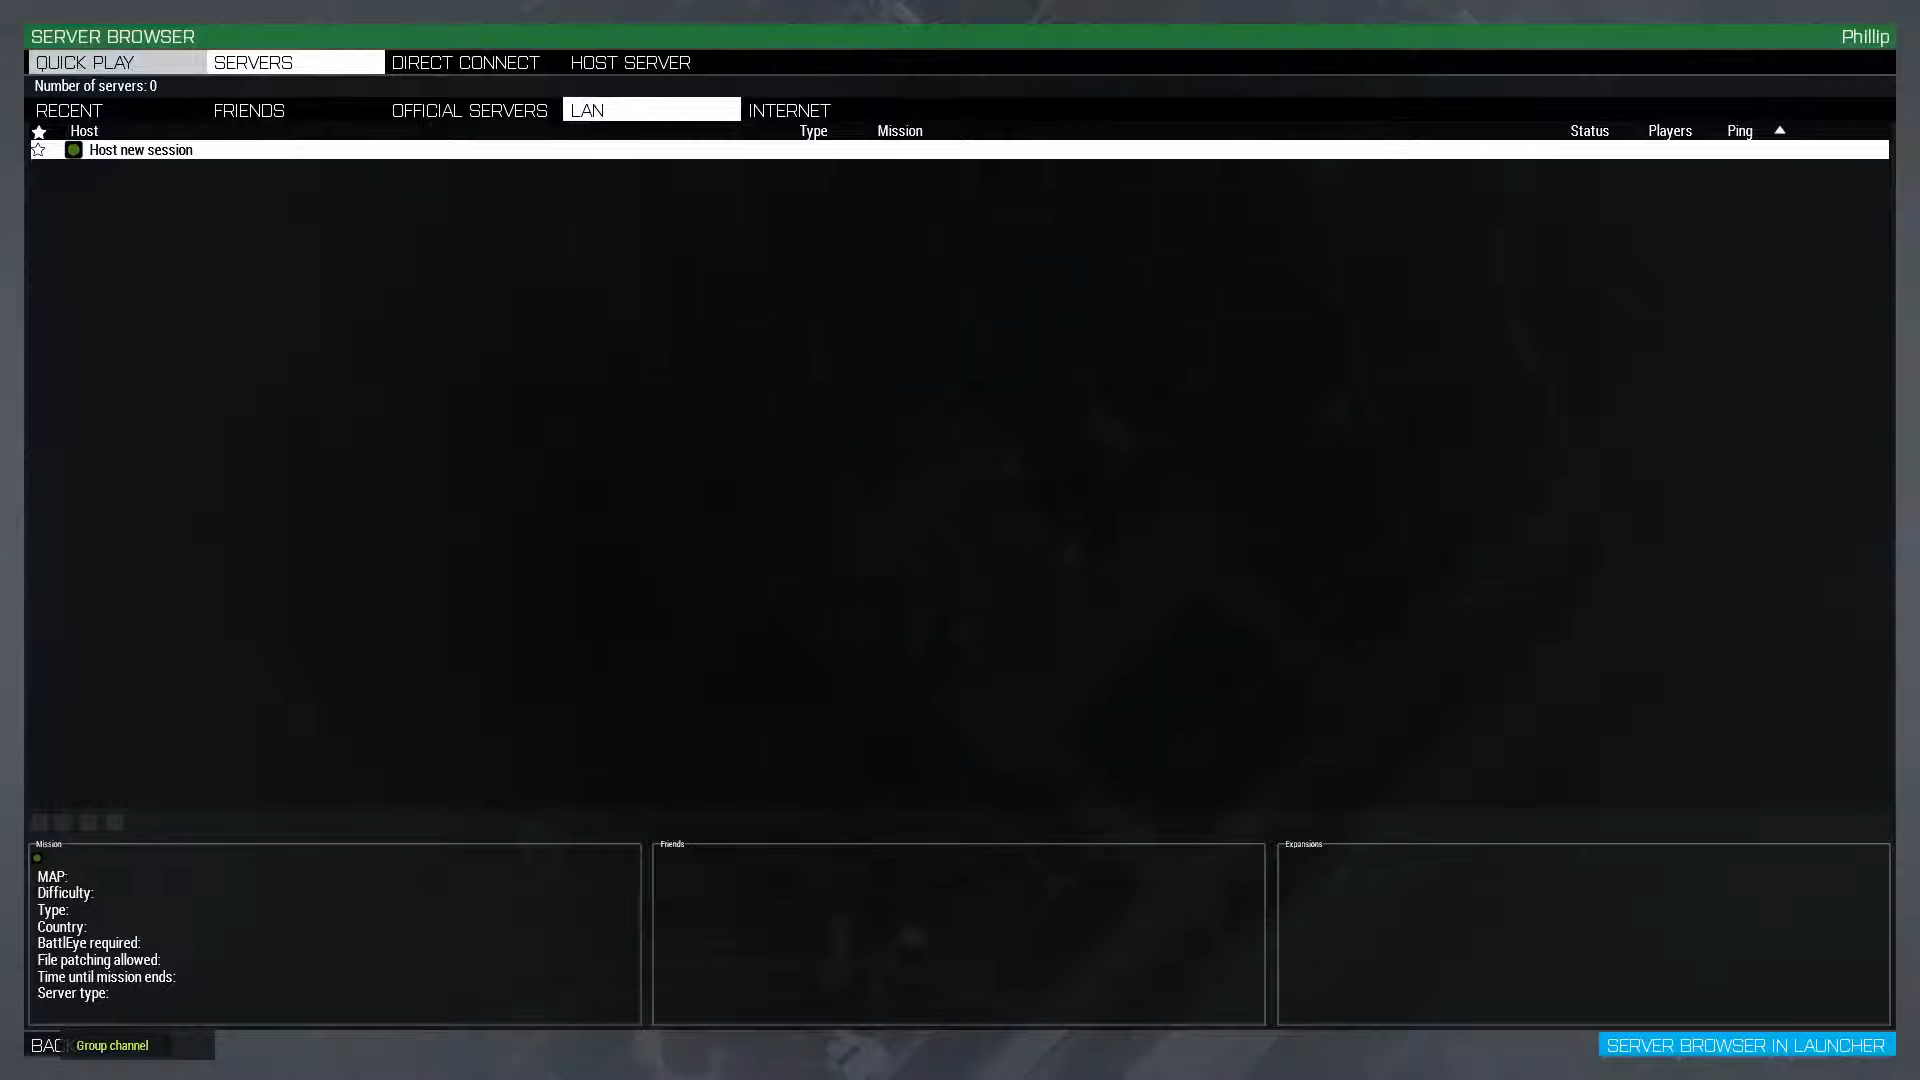 SERVER BROWSER Phillip
QUICK PLAY SERVERS DIRECT CONNECT HOST SERVER
Number of servers: 0
RECENT FRIENDS OFFICIAL SERVERS LAN INTERNET
Host Type Mission Status Players Ping
Host new session
Mission Friends Expansions
MAP:
Difficulty:
Type:
Country:
BattlEye required:
File patching allowed:
Time until mission ends:
Server type:
BACK Group channel SERVER BROWSER IN LAUNCHER